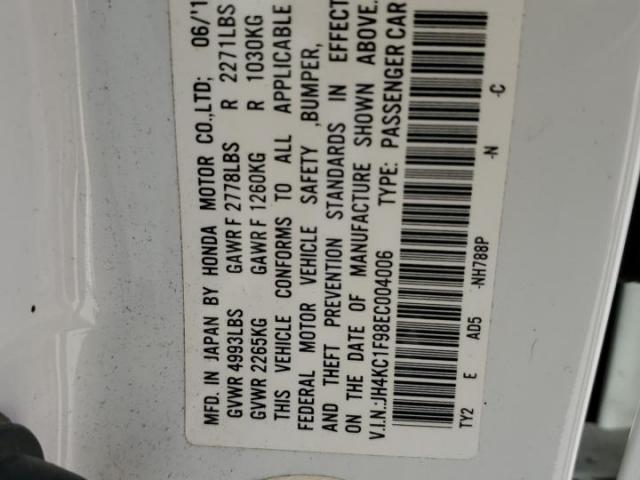 MFD. IN JAPAN BY HONDA MOTOR CO.,LTD; 06/1
GVWR 4993LBS GAWR F 2778LBS R 2271LBS
GVWR 2265KG GAWR F 1260KG R 1030KG
THIS VEHICLE CONFORMS TO ALL APPLICABLE
FEDERAL MOTOR VEHICLE SAFETY ,BUMPER,
AND THEFT PREVENTION STANDARDS IN EFFECT
ON THE DATE OF MANUFACTURE SHOWN ABOVE.
V.I.N.:JH4KC1F98EC004006 TYPE: PASSENGER CAR
TY2 E AD5 -NH788P -N -C